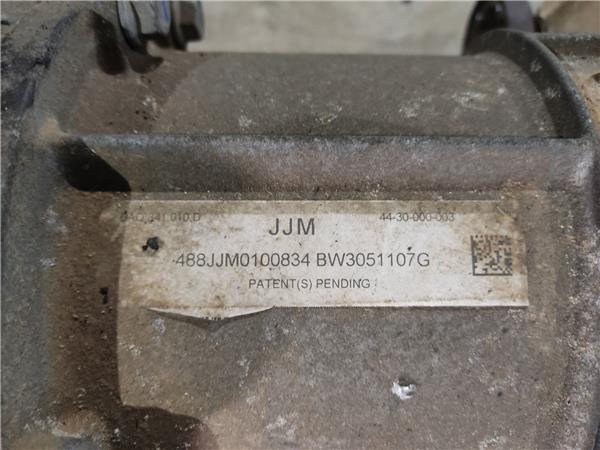 0AD 341 010 D
JJM
44-30-000-003
488JJM0100834 BW3051107G
PATENT(S) PENDING